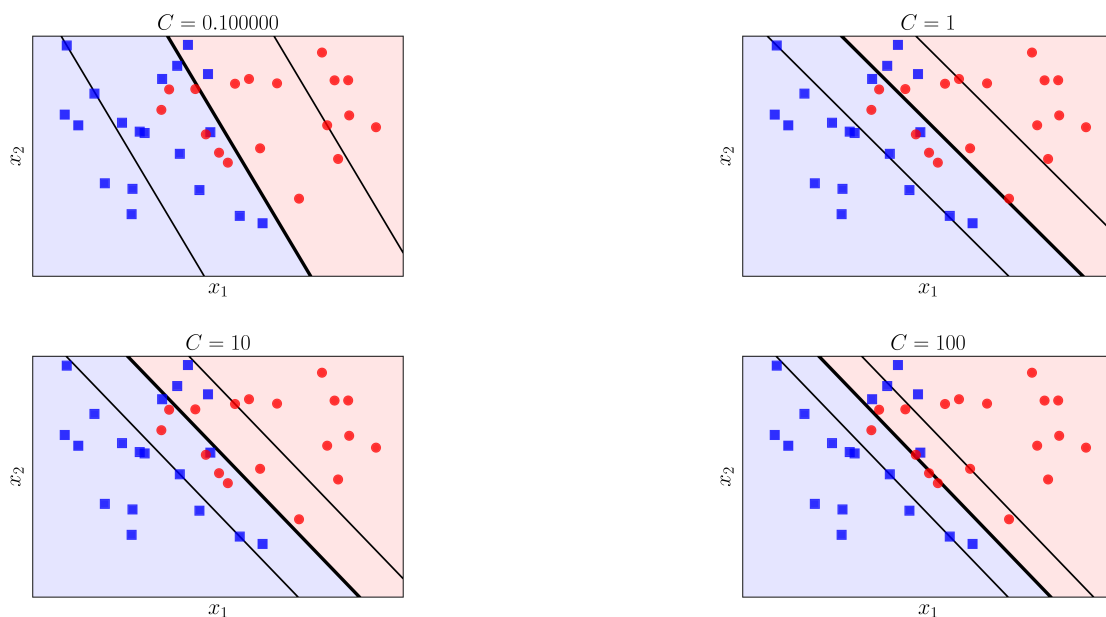 C = 0.100000
x₂
x₁
C = 1
x₂
x₁
C = 10
x₂
x₁
C = 100
x₂
x₁